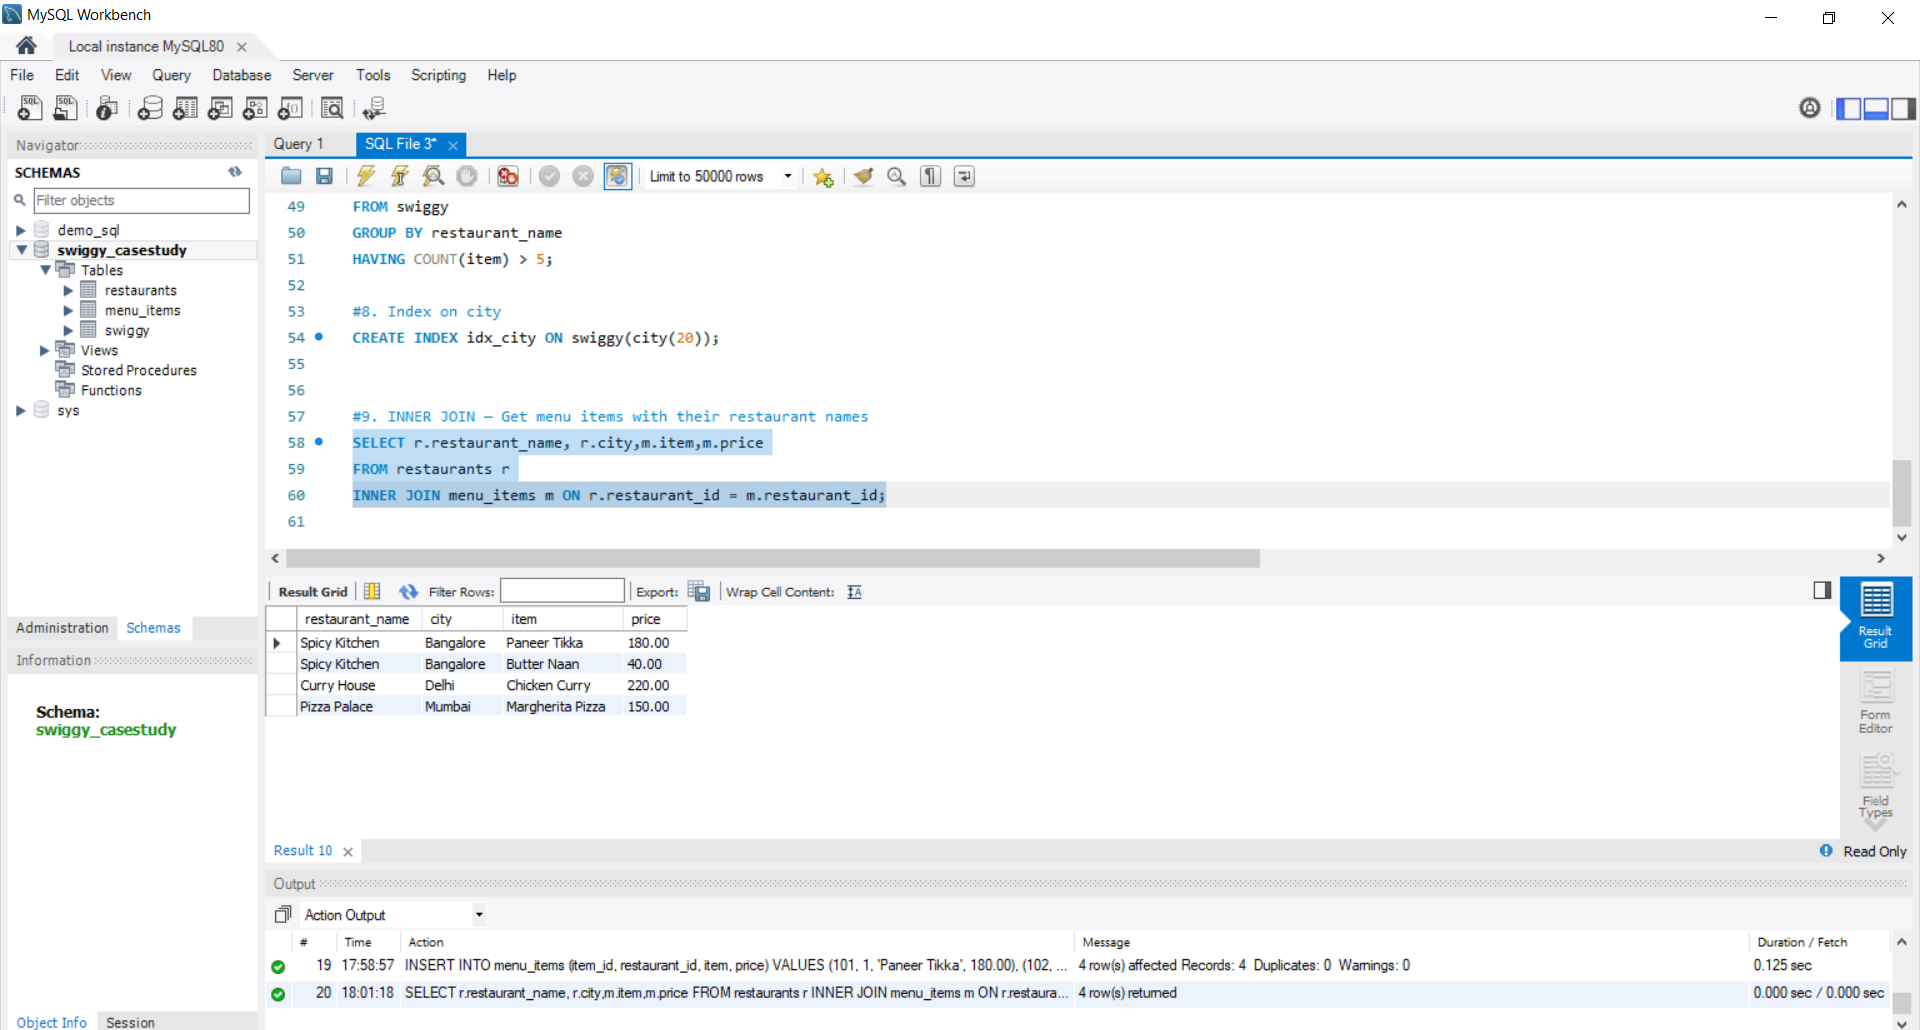 MySQL Workbench
Local instance MySQL80
File Edit View Query Database Server Tools Scripting Help
Navigator
SCHEMAS
Filter objects
demo_sql
swiggy_casestudy
Tables
restaurants
menu_items
swiggy
Views
Stored Procedures
Functions
sys
Administration Schemas
Information
Schema:
swiggy_casestudy
Object Info Session
Query 1 SQL File 3*
Limit to 50000 rows
49 FROM swiggy
50 GROUP BY restaurant_name
51 HAVING COUNT(item) > 5;
52
53 #8. Index on city
54 CREATE INDEX idx_city ON swiggy(city(20));
55
56
57 #9. INNER JOIN – Get menu items with their restaurant names
58 SELECT r.restaurant_name, r.city,m.item,m.price
59 FROM restaurants r
60 INNER JOIN menu_items m ON r.restaurant_id = m.restaurant_id;
61
Result Grid Filter Rows: Export: Wrap Cell Content:
restaurant_name city item price
Spicy Kitchen Bangalore Paneer Tikka 180.00
Spicy Kitchen Bangalore Butter Naan 40.00
Curry House Delhi Chicken Curry 220.00
Pizza Palace Mumbai Margherita Pizza 150.00
Result
Grid
Form
Editor
Field
Types
Result 10
Read Only
Output
Action Output
# Time Action Message Duration / Fetch
19 17:58:57 INSERT INTO menu_items (item_id, restaurant_id, item, price) VALUES (101, 1, 'Paneer Tikka', 180.00), (102, ... 4 row(s) affected Records: 4 Duplicates: 0 Warnings: 0 0.125 sec
20 18:01:18 SELECT r.restaurant_name, r.city,m.item,m.price FROM restaurants r INNER JOIN menu_items m ON r.restaura... 4 row(s) returned 0.000 sec / 0.000 sec